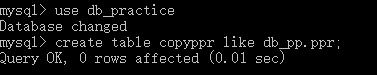 mysql> use db_practice
Database changed
mysql> create table copyppr like db_pp.ppr;
Query OK, 0 rows affected (0.01 sec)